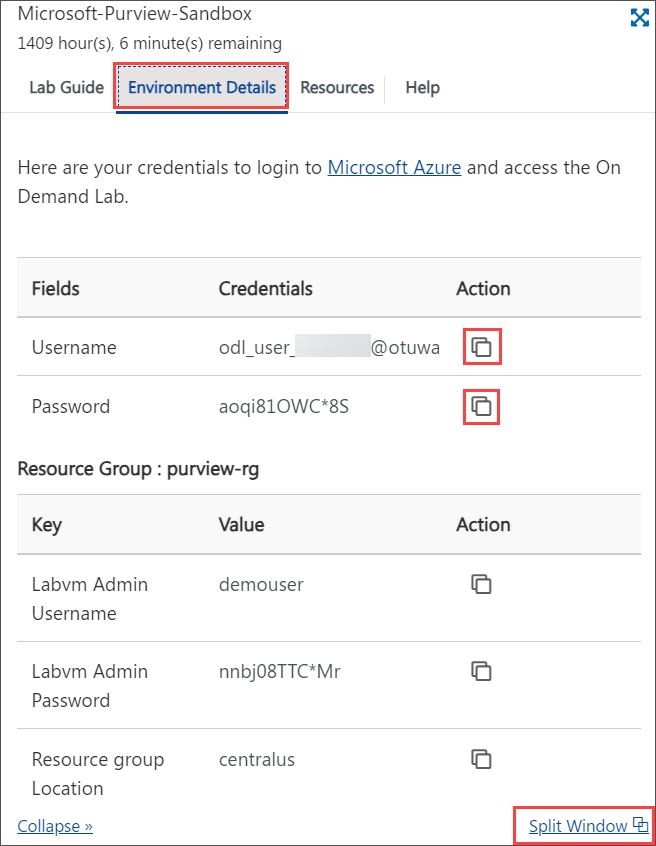 Microsoft-Purview-Sandbox
1409 hour(s), 6 minute(s) remaining
Lab Guide Environment Details Resources Help
Here are your credentials to login to Microsoft Azure and access the On
Demand Lab.
Fields Credentials Action
Username odl_user_ @otuwa
Password aoqi81OWC*8S
Resource Group : purview-rg
Key Value Action
Labvm Admin demouser
Username
Labvm Admin nnbj08TTC*Mr
Password
Resource group centralus
Location
Collapse » Split Window